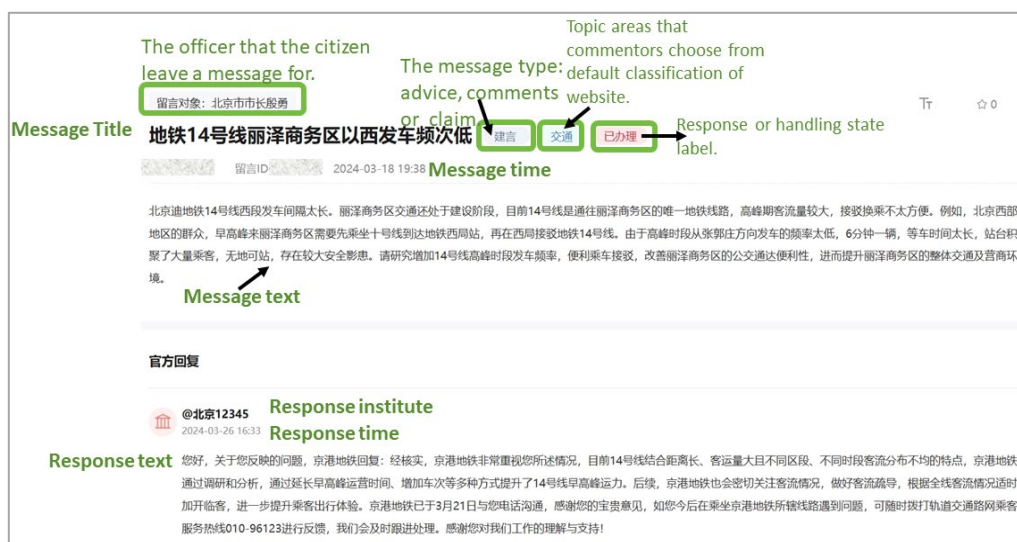 The officer that the citizen
leave a message for.
The message type:
advice, comments
or claim
Topic areas that
commentors choose from
default classification of
website.
留言对象：北京市市长殷勇
Tт
☆ 0
Message Title
地铁14号线丽泽商务区以西发车频次低
建言
交通
已办理
Response or handling state
label.
留言ID
2024-03-18 19:38
Message time
北京迪地铁14号线西段发车间隔太长。丽泽商务区交通还处于建设阶段，目前14号线是通往丽泽商务区的唯一地铁线路，高峰期客流量较大，接驳换乘不太方便。例如，北京西部
地区的群众，早高峰来丽泽商务区需要先乘坐十号线到达地铁西局站，再在西局接驳地铁14号线。由于高峰时段从张郭庄方向发车的频率太低，6分钟一辆，等车时间太长，站台积
聚了大量乘客，无地可站，存在较大安全影患。请研究增加14号线高峰时段发车频率，便利乘车接驳，改善丽泽商务区的公交通达便利性，进而提升丽泽商务区的整体交通及营商环
境。
Message text
官方回复
@北京12345
Response institute
2024-03-26 16:33
Response time
Response text
您好，关于您反映的问题，京港地铁回复：经核实，京港地铁非常重视您所述情况，目前14号线结合距离长、客运量大且不同区段、不同时段客流分布不均的特点，京港地铁
通过调研和分析，通过延长早高峰运营时间、增加车次等多种方式提升了14号线早高峰运力。后续，京港地铁也会密切关注客流情况，做好客流疏导，根据全线客流情况适时
加开临客，进一步提升乘客出行体验。京港地铁已于3月21日与您电话沟通，感谢您的宝贵意见，如您今后在乘坐京港地铁所辖线路遇到问题，可随时拨打轨道交通路网乘客
服务热线010-96123进行反馈，我们会及时跟进处理。感谢您对我们工作的理解与支持！